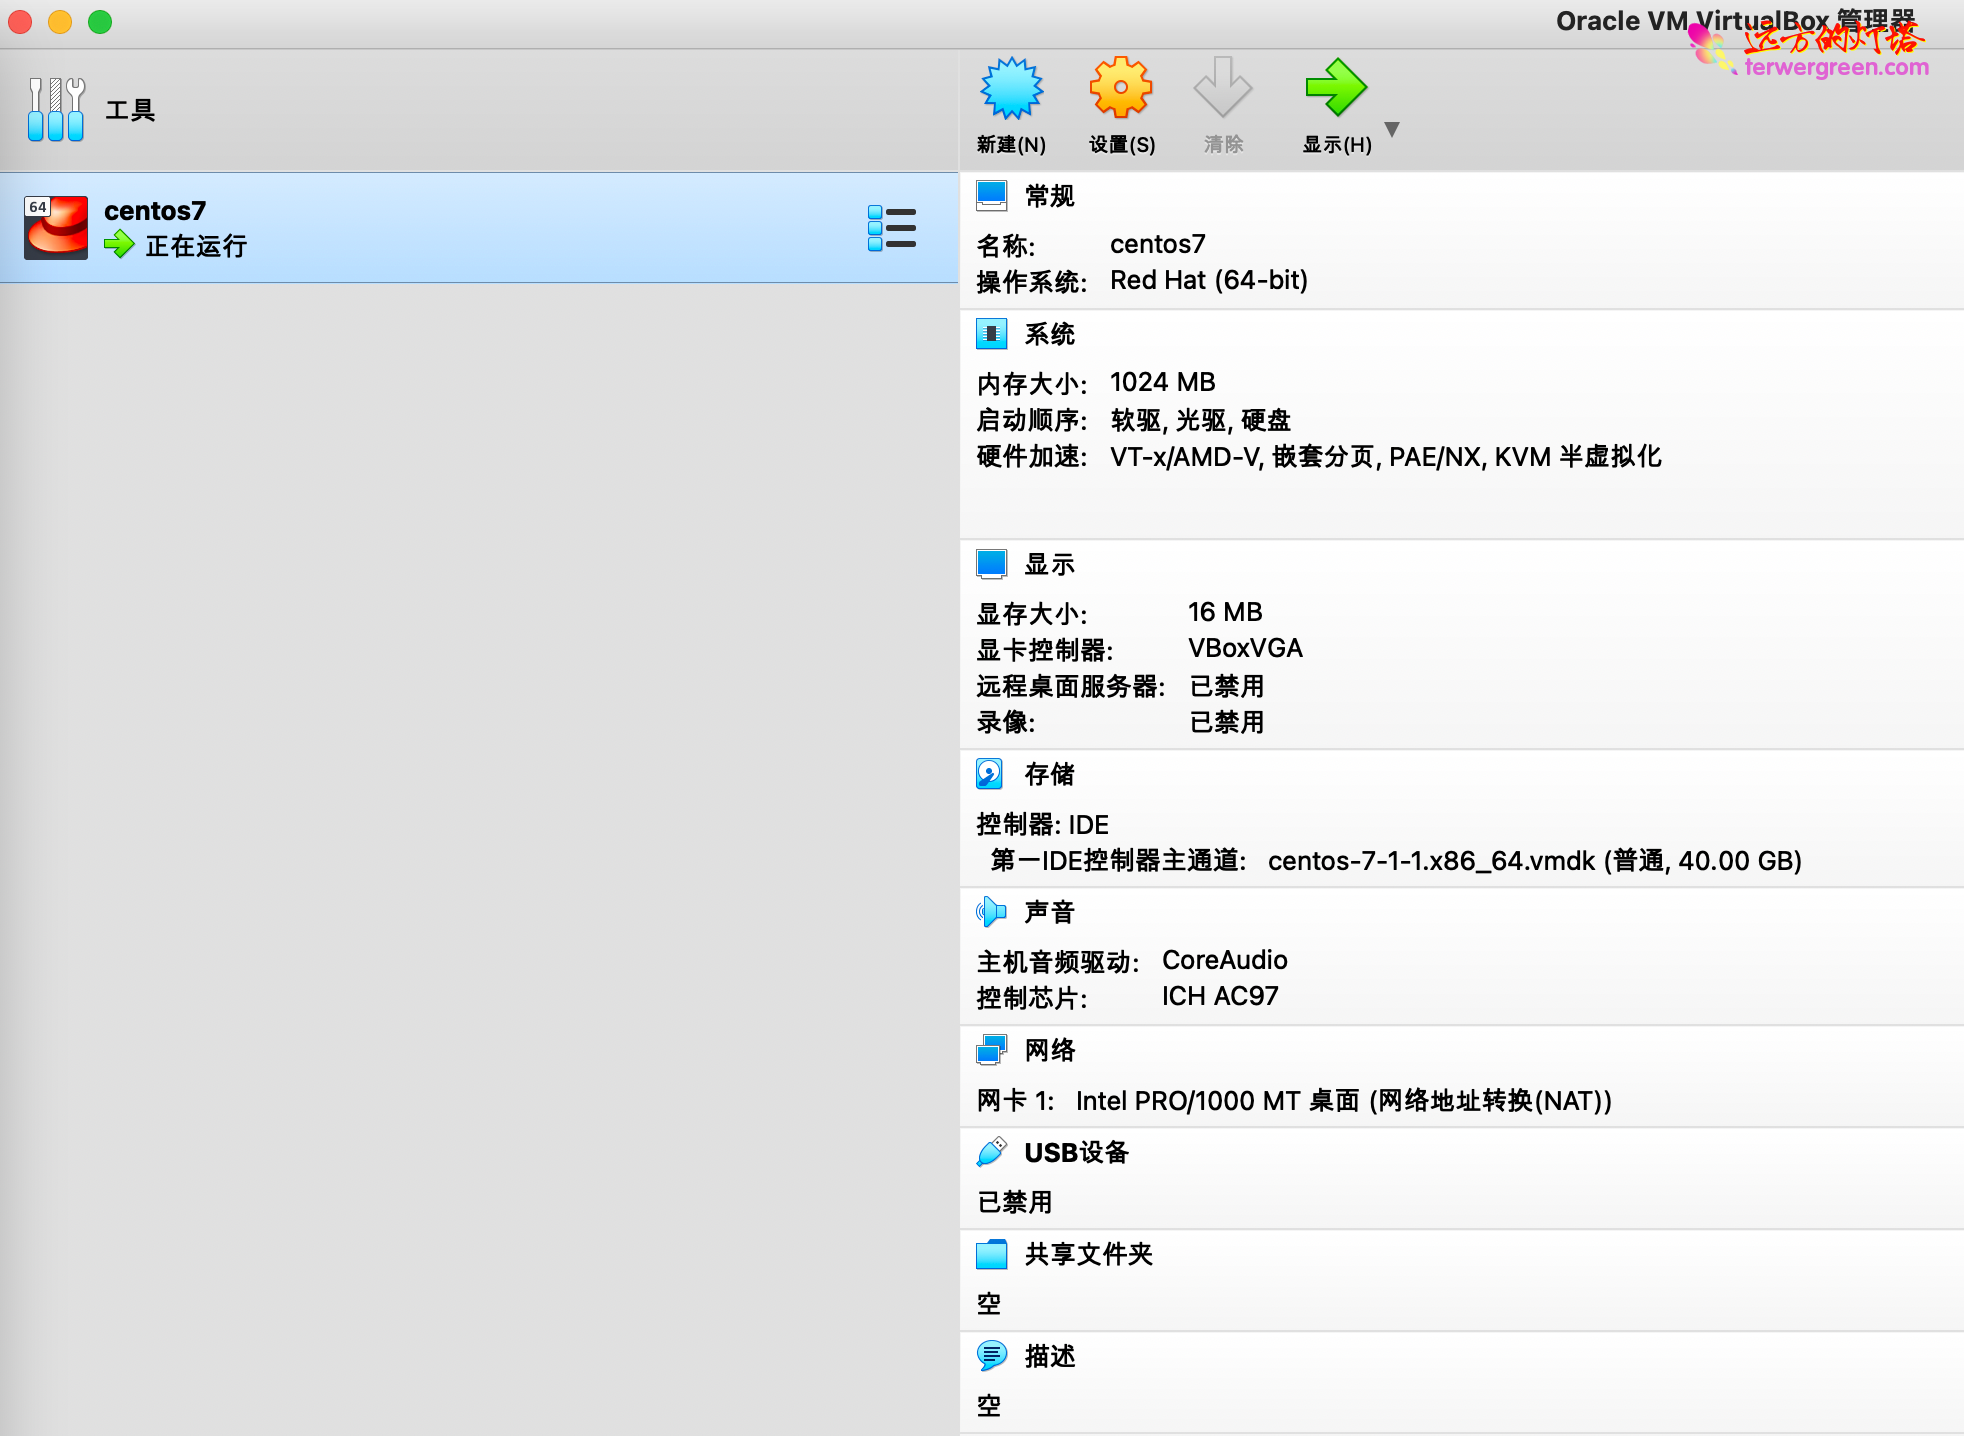 Oracle VM VirtualBox 管理器
远方的灯塔
terwergreen.com
工具
新建(N)
设置(S)
清除
显示(H)
64
centos7
正在运行
常规
名称: centos7
操作系统: Red Hat (64-bit)
系统
内存大小: 1024 MB
启动顺序: 软驱, 光驱, 硬盘
硬件加速: VT-x/AMD-V, 嵌套分页, PAE/NX, KVM 半虚拟化
显示
显存大小: 16 MB
显卡控制器: VBoxVGA
远程桌面服务器: 已禁用
录像: 已禁用
存储
控制器: IDE
第一IDE控制器主通道: centos-7-1-1.x86_64.vmdk (普通, 40.00 GB)
声音
主机音频驱动: CoreAudio
控制芯片: ICH AC97
网络
网卡 1: Intel PRO/1000 MT 桌面 (网络地址转换(NAT))
USB设备
已禁用
共享文件夹
空
描述
空